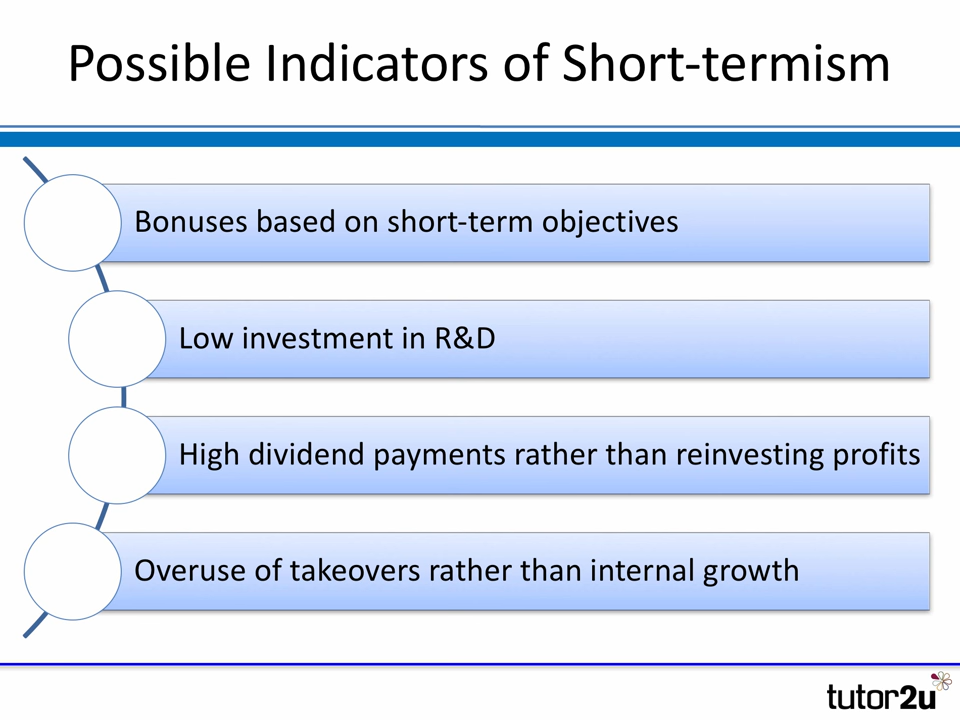 Possible Indicators of Short-termism
Bonuses based on short-term objectives
Low investment in R&D
High dividend payments rather than reinvesting profits
Overuse of takeovers rather than internal growth
tutor2u